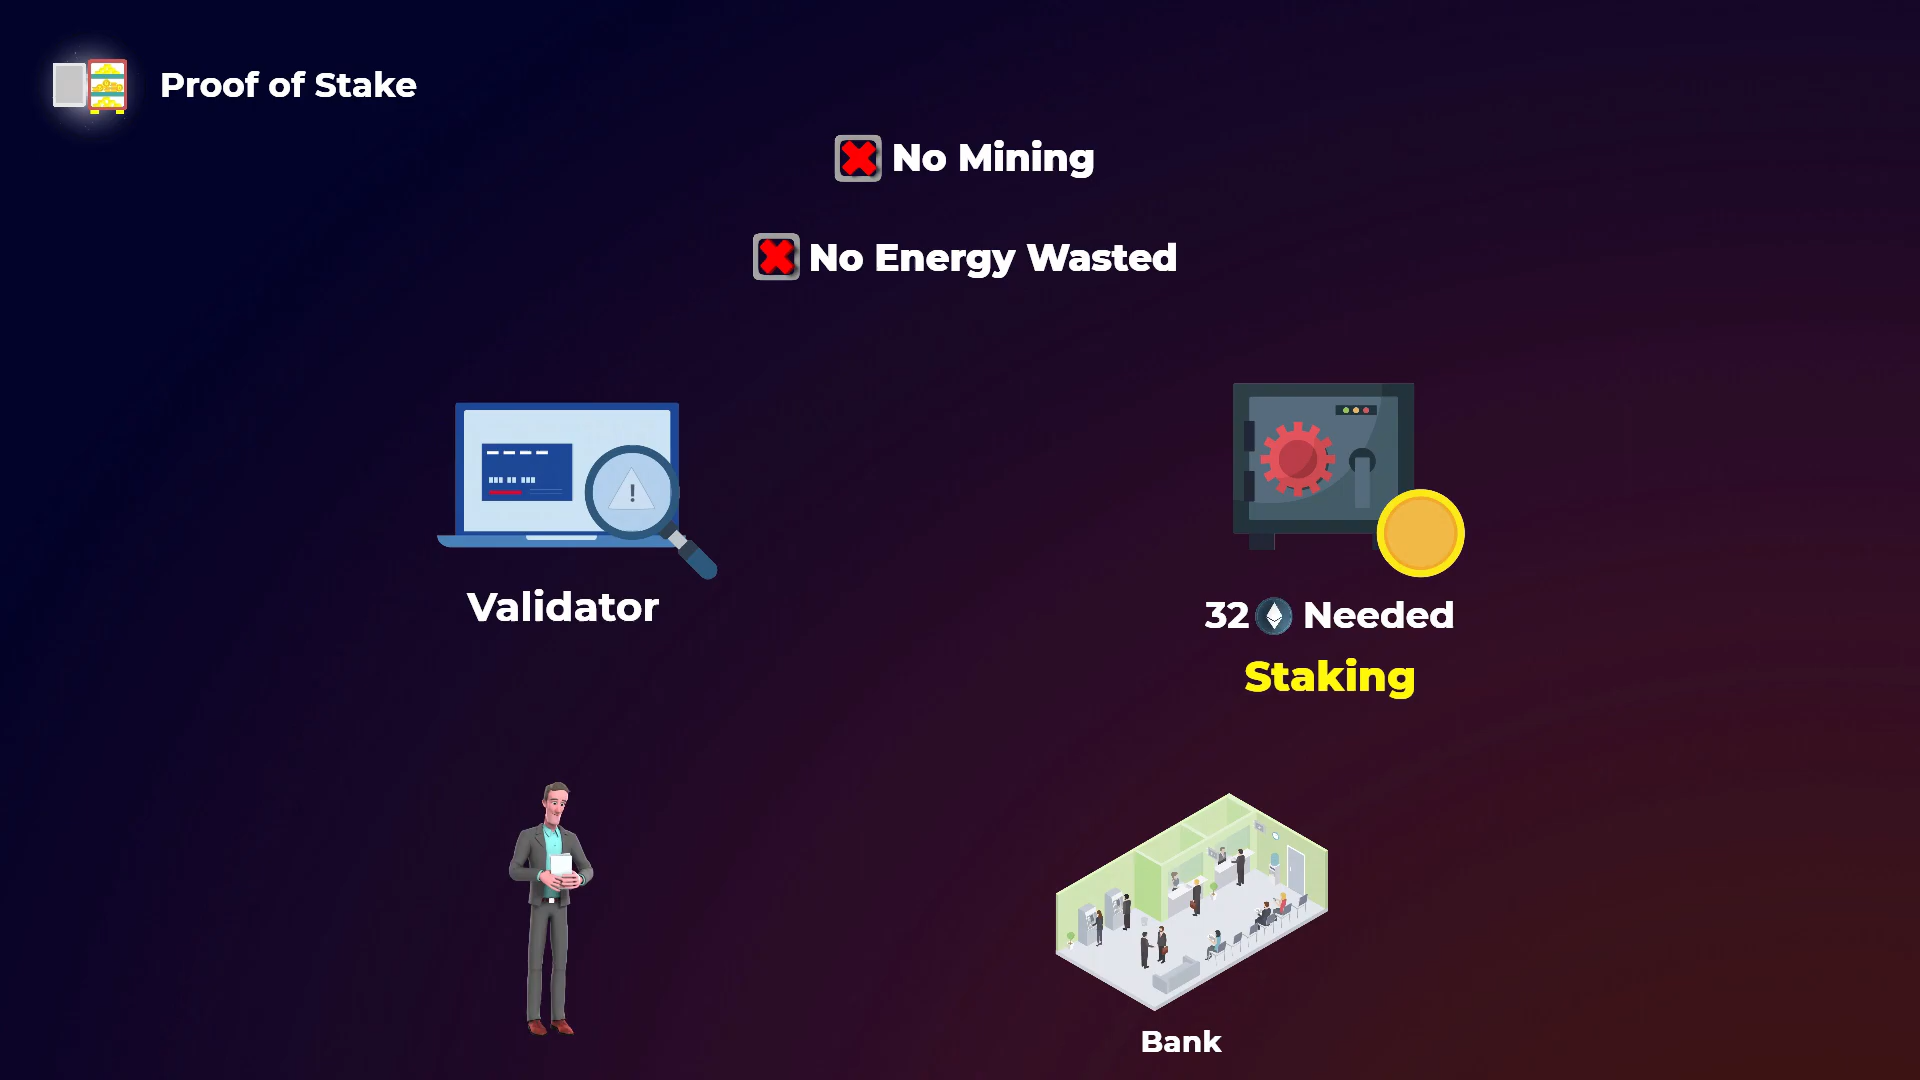 Proof of Stake
No Mining
No Energy Wasted
Validator
32 Needed
Staking
Bank